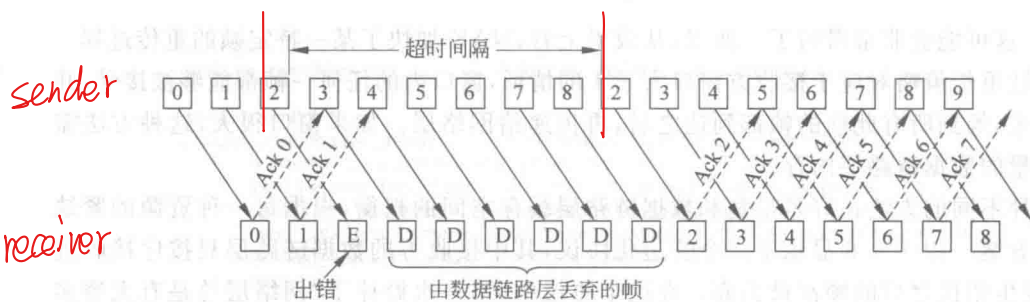 超时间隔
sender 0 1 2 3 4 5 6 7 8 2 3 4 5 6 7 8 9
Ack 0 Ack 1 Ack 2 Ack 3 Ack 4 Ack 5 Ack 6 Ack 7
receiver 0 1 E D D D D D D 2 3 4 5 6 7 8
出错 由数据链路层丢弃的帧